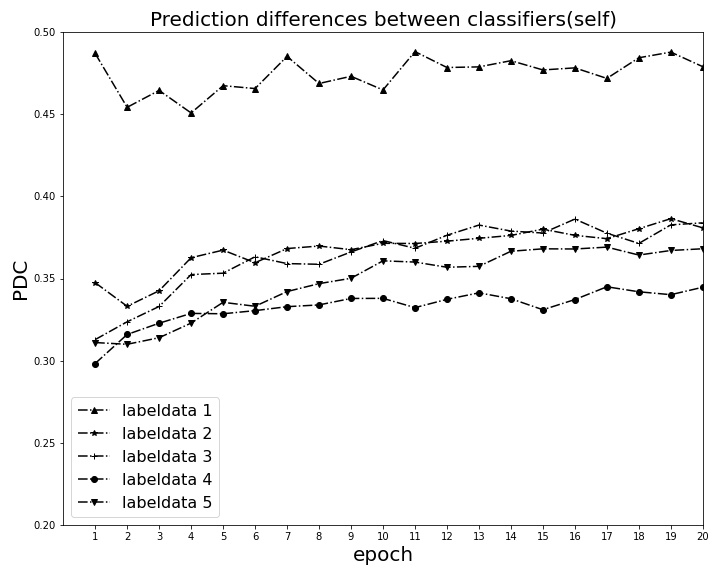 Prediction differences between classifiers(self)
0.50
0.45
0.40
0.35
0.30
0.25
0.20
PDC
labeldata 1
labeldata 2
labeldata 3
labeldata 4
labeldata 5
1 2 3 4 5 6 7 8 9 10 11 12 13 14 15 16 17 18 19 20
epoch